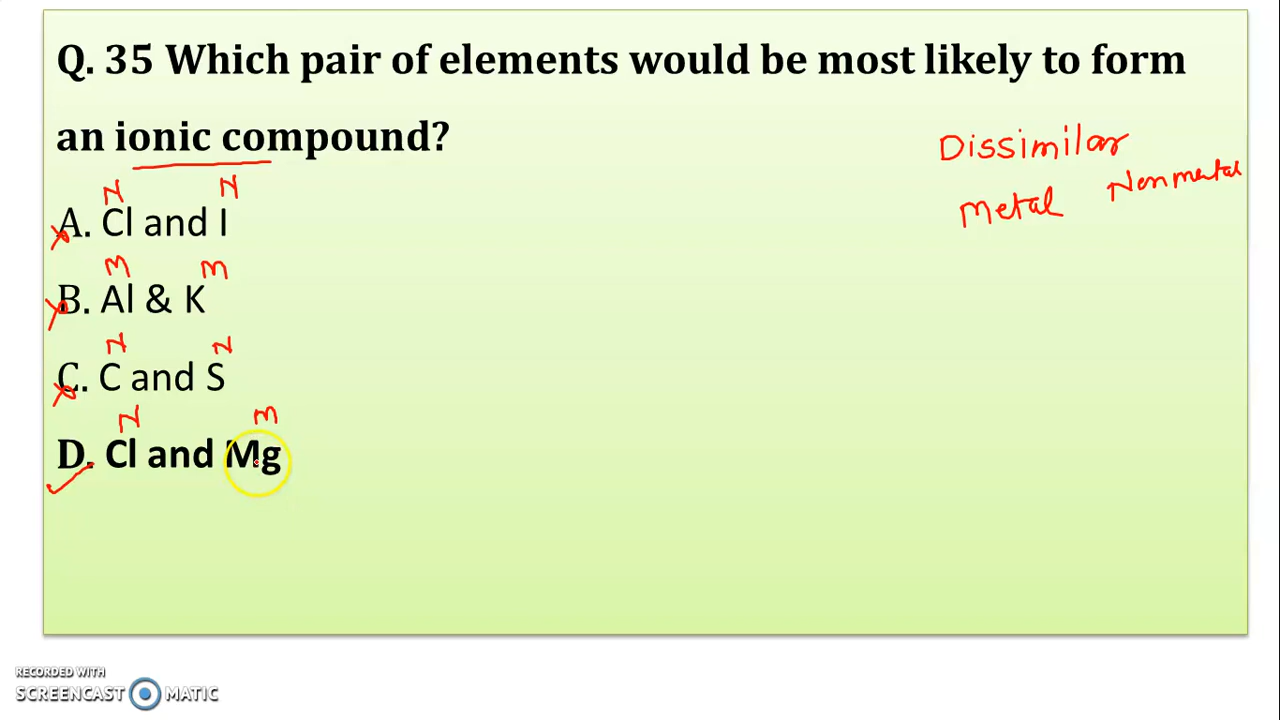 Q. 35 Which pair of elements would be most likely to form
an ionic compound?
Dissimilar
Metal Nonmetal
N N
A. Cl and I
M M
B. Al & K
N N
C. C and S
N M
D. Cl and Mg
RECORDED WITH
SCREENCAST MATIC